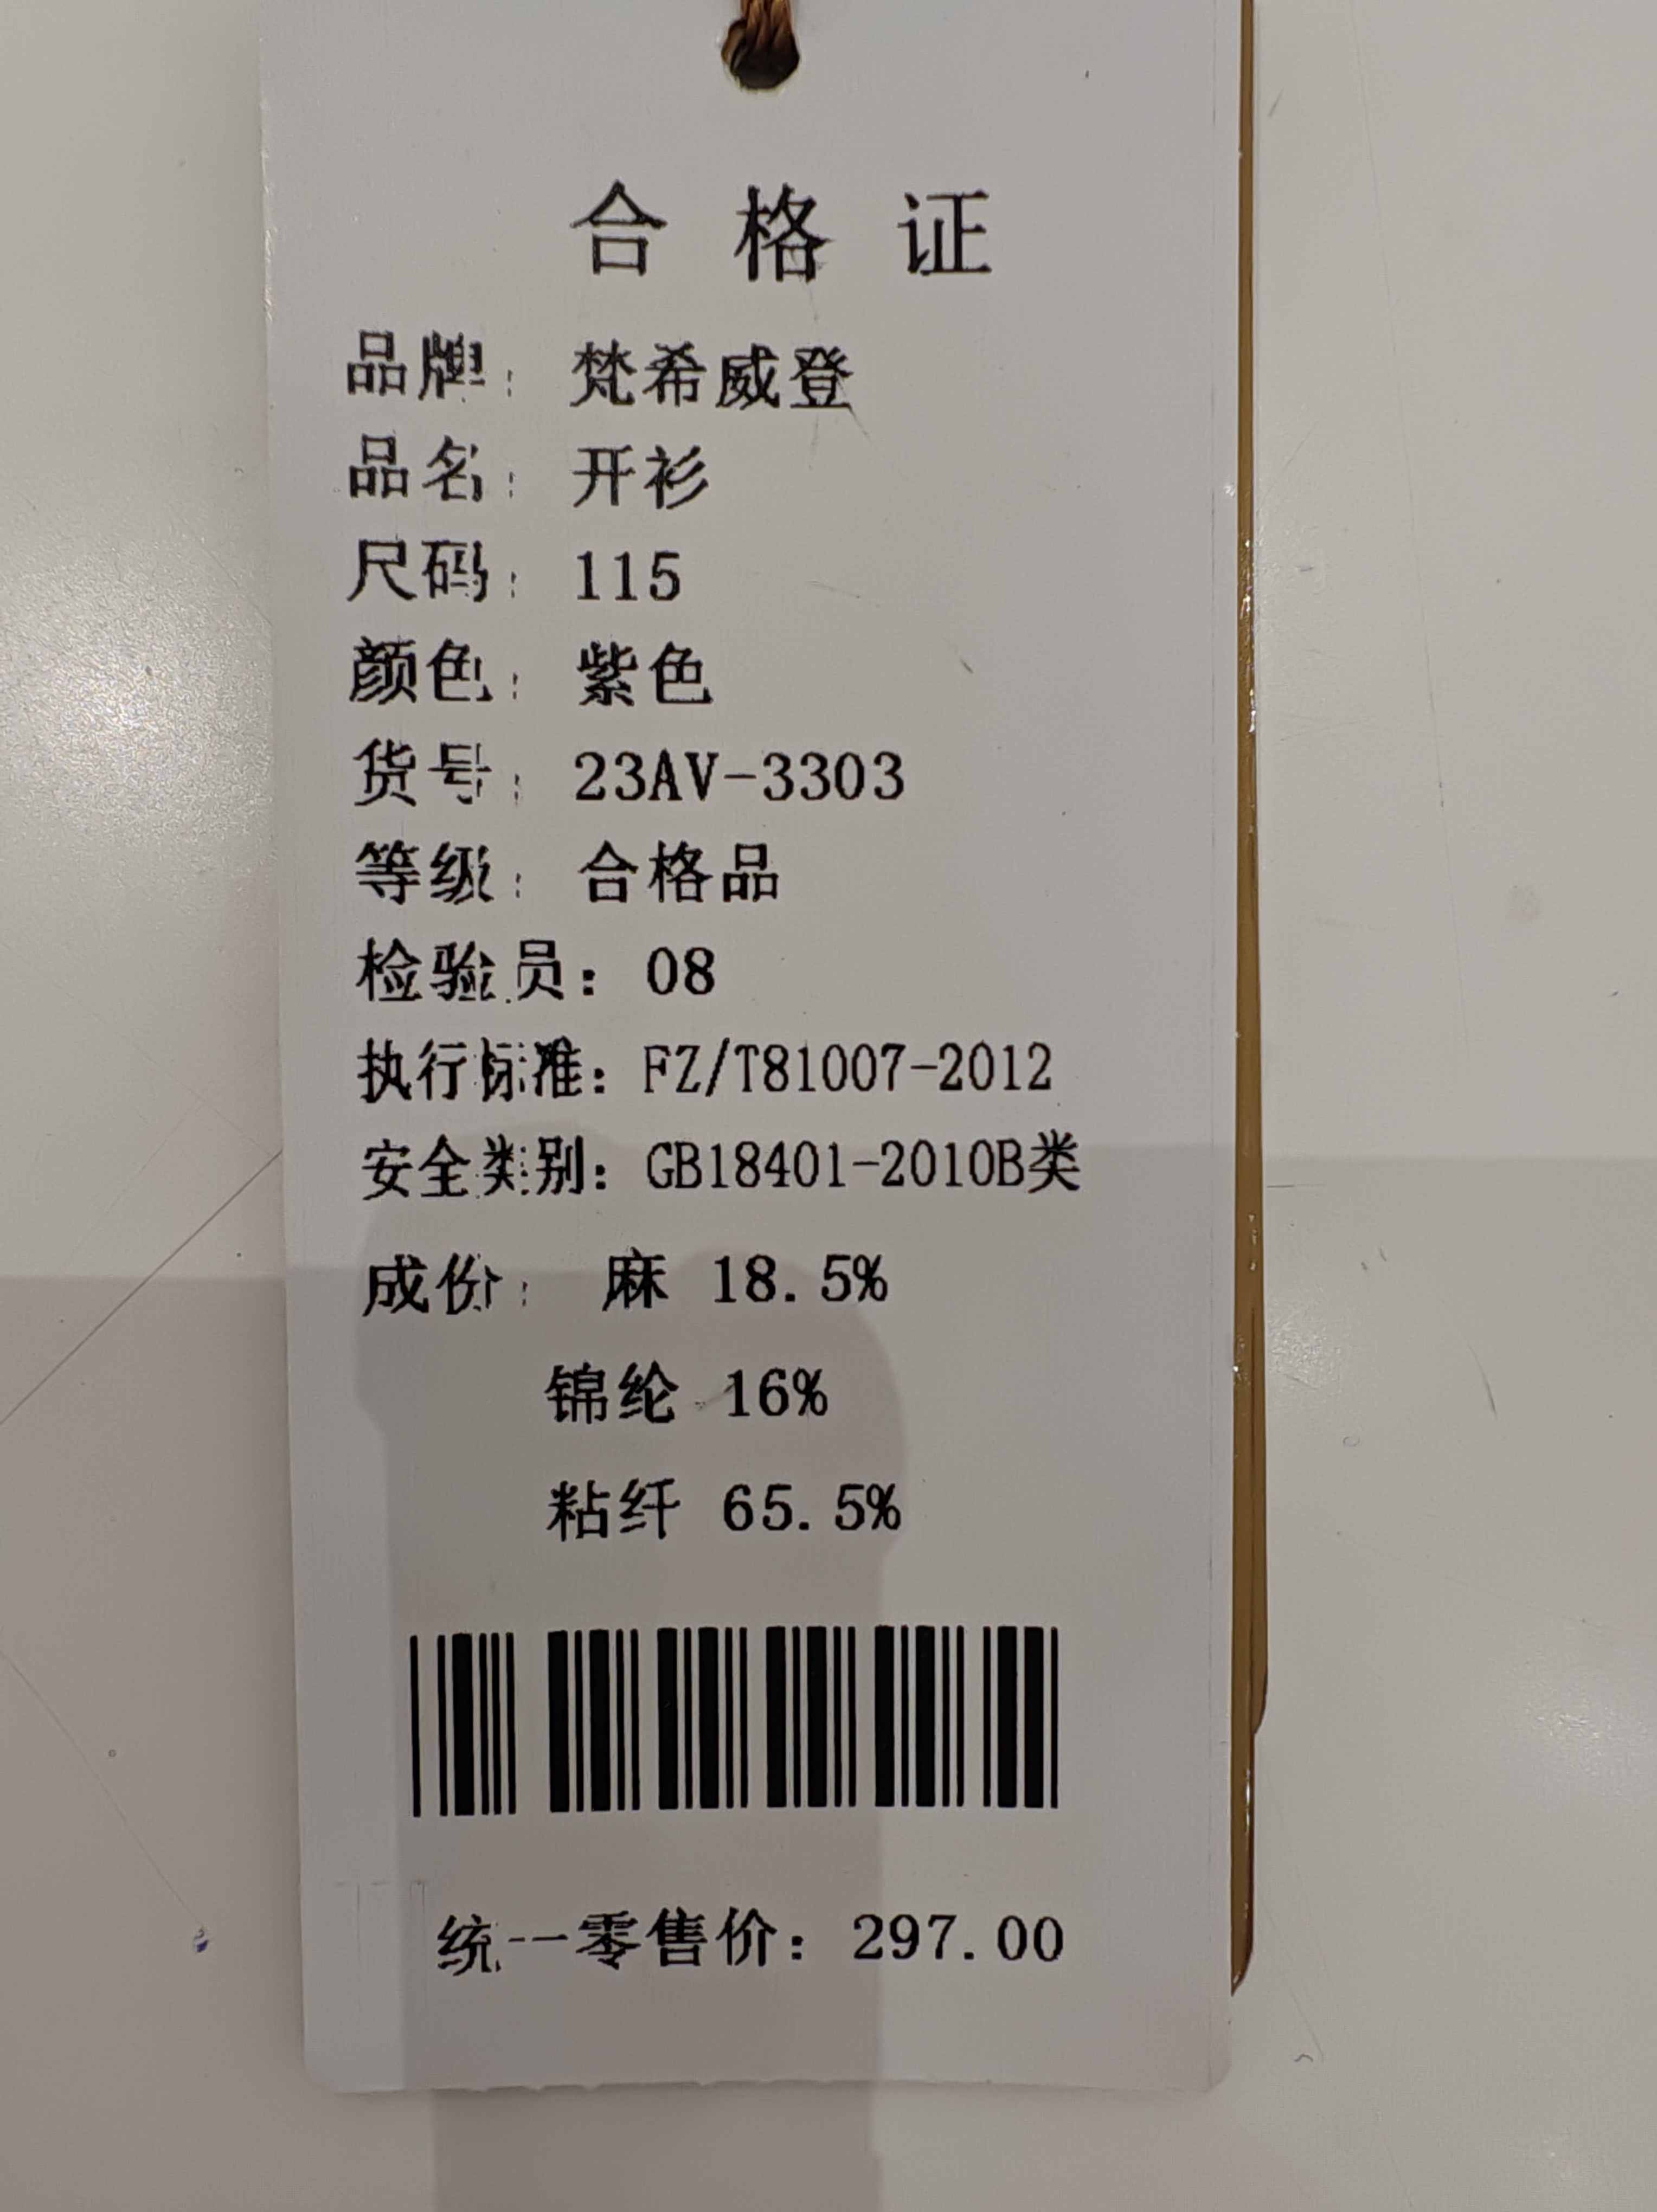 合格证
品牌：梵希威登
品名：开衫
尺码：115
颜色：紫色
货号：23AV-3303
等级：合格品
检验员：08
执行标准：FZ/T81007-2012
安全类别：GB18401-2010B类
成份：麻 18.5%
锦纶 16%
粘纤 65.5%
统一零售价：297.00